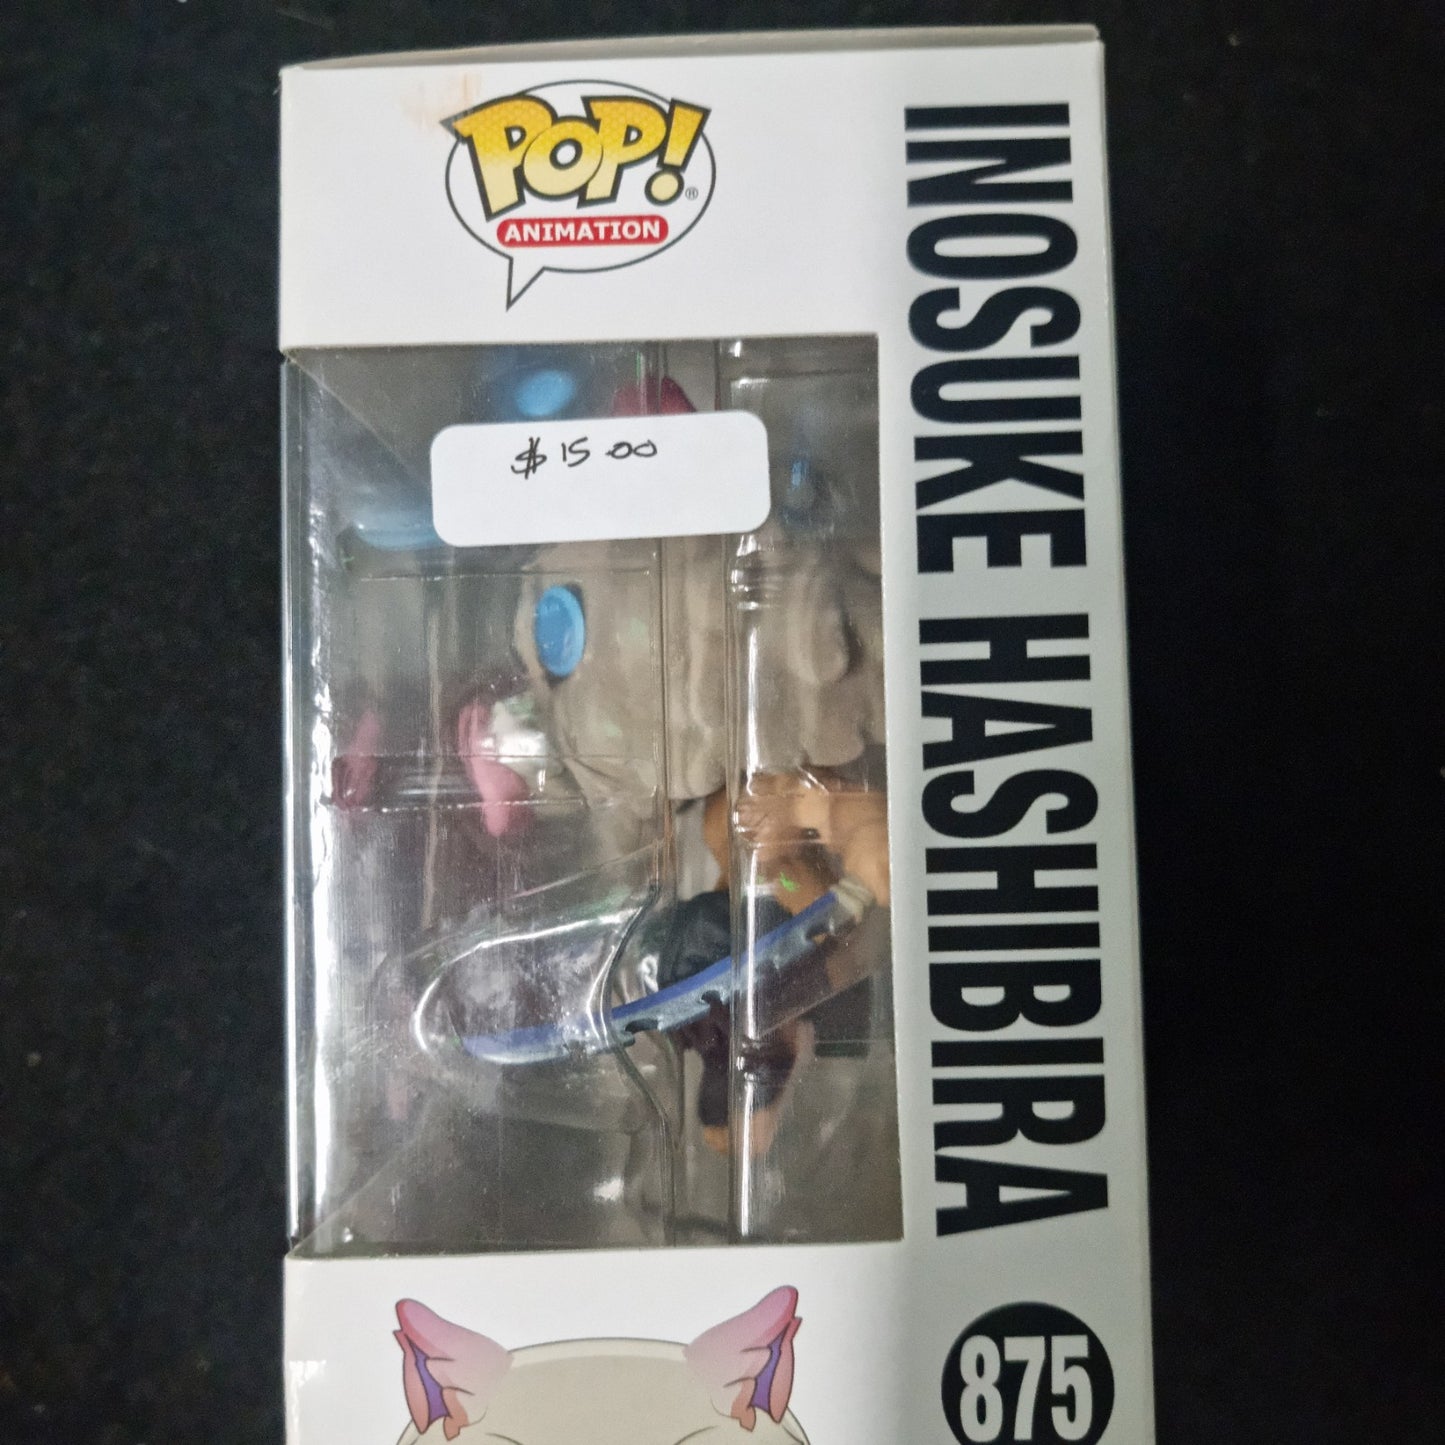 POP!®
ANIMATION
$15.00
INOSUKE HASHIBIRA
875